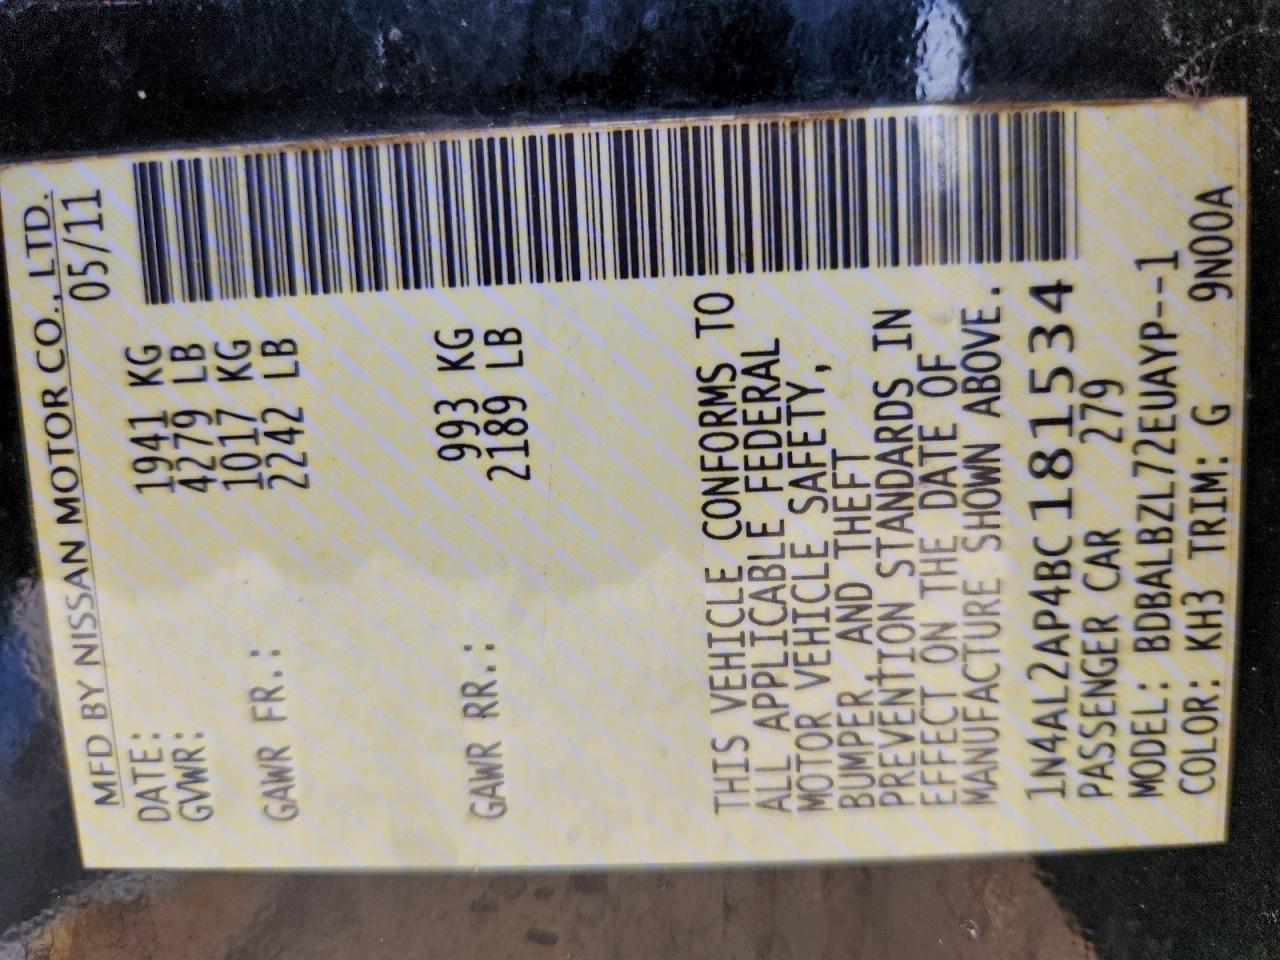 MFD BY NISSAN MOTOR CO., LTD.
DATE: 05/11
GVWR: 1941 KG
4279 LB
GAWR FR.: 1017 KG
2242 LB
GAWR RR.: 993 KG
2189 LB
THIS VEHICLE CONFORMS TO
ALL APPLICABLE FEDERAL
MOTOR VEHICLE SAFETY,
BUMPER, AND THEFT
PREVENTION STANDARDS IN
EFFECT ON THE DATE OF
MANUFACTURE SHOWN ABOVE.
1N4AL2AP4BC181534
PASSENGER CAR 279
MODEL: BDBALBZL72EUAYP--1
COLOR: KH3 TRIM: G 9N00A